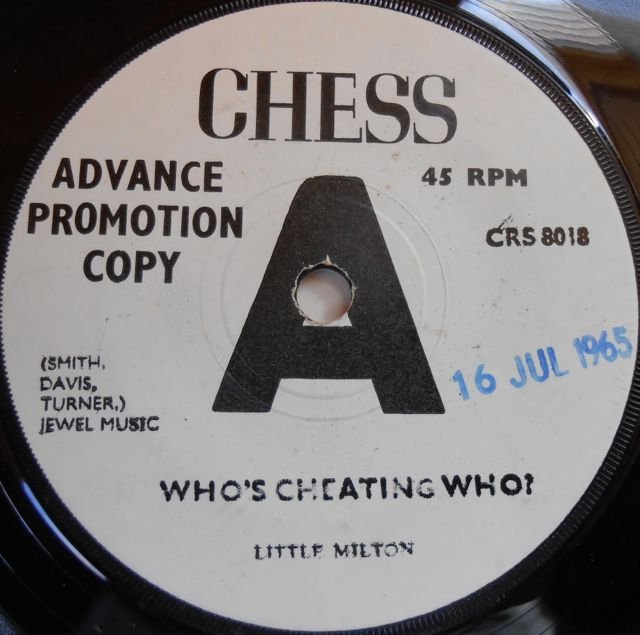 CHESS
ADVANCE
PROMOTION
COPY
A
45 RPM
CRS 8018
16 JUL 1965
(SMITH,
DAVIS,
TURNER,)
JEWEL MUSIC
WHO'S CHEATING WHO?
LITTLE MILTON